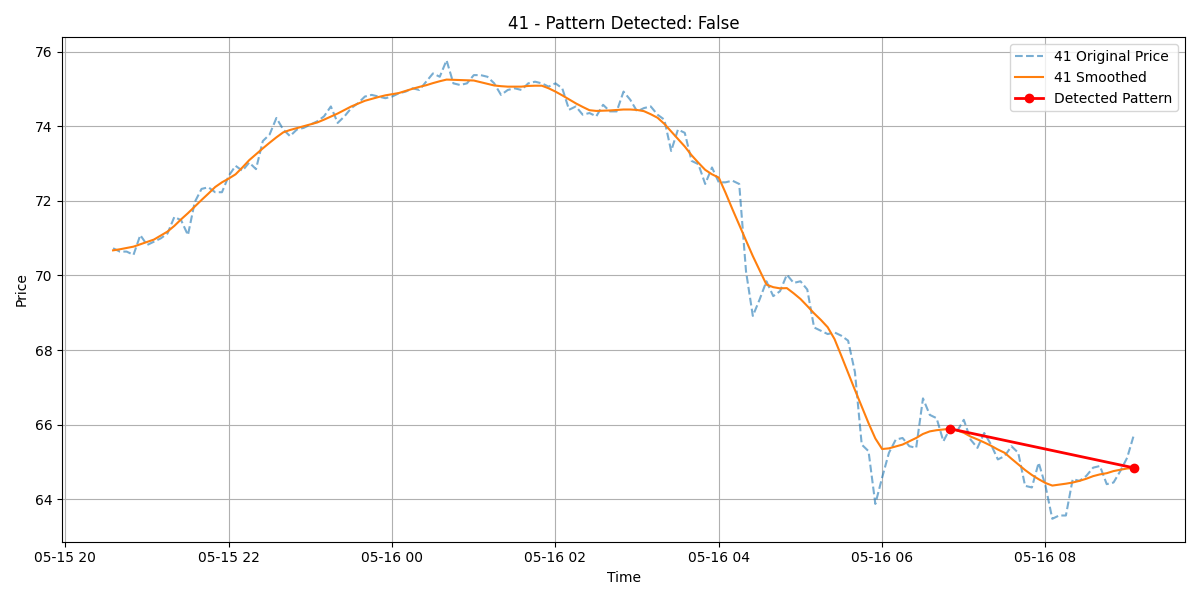 41 - Pattern Detected: False
41 Original Price
41 Smoothed
Detected Pattern
Price
76
74
72
70
68
66
64
05-15 20
05-15 22
05-16 00
05-16 02
05-16 04
05-16 06
05-16 08
Time